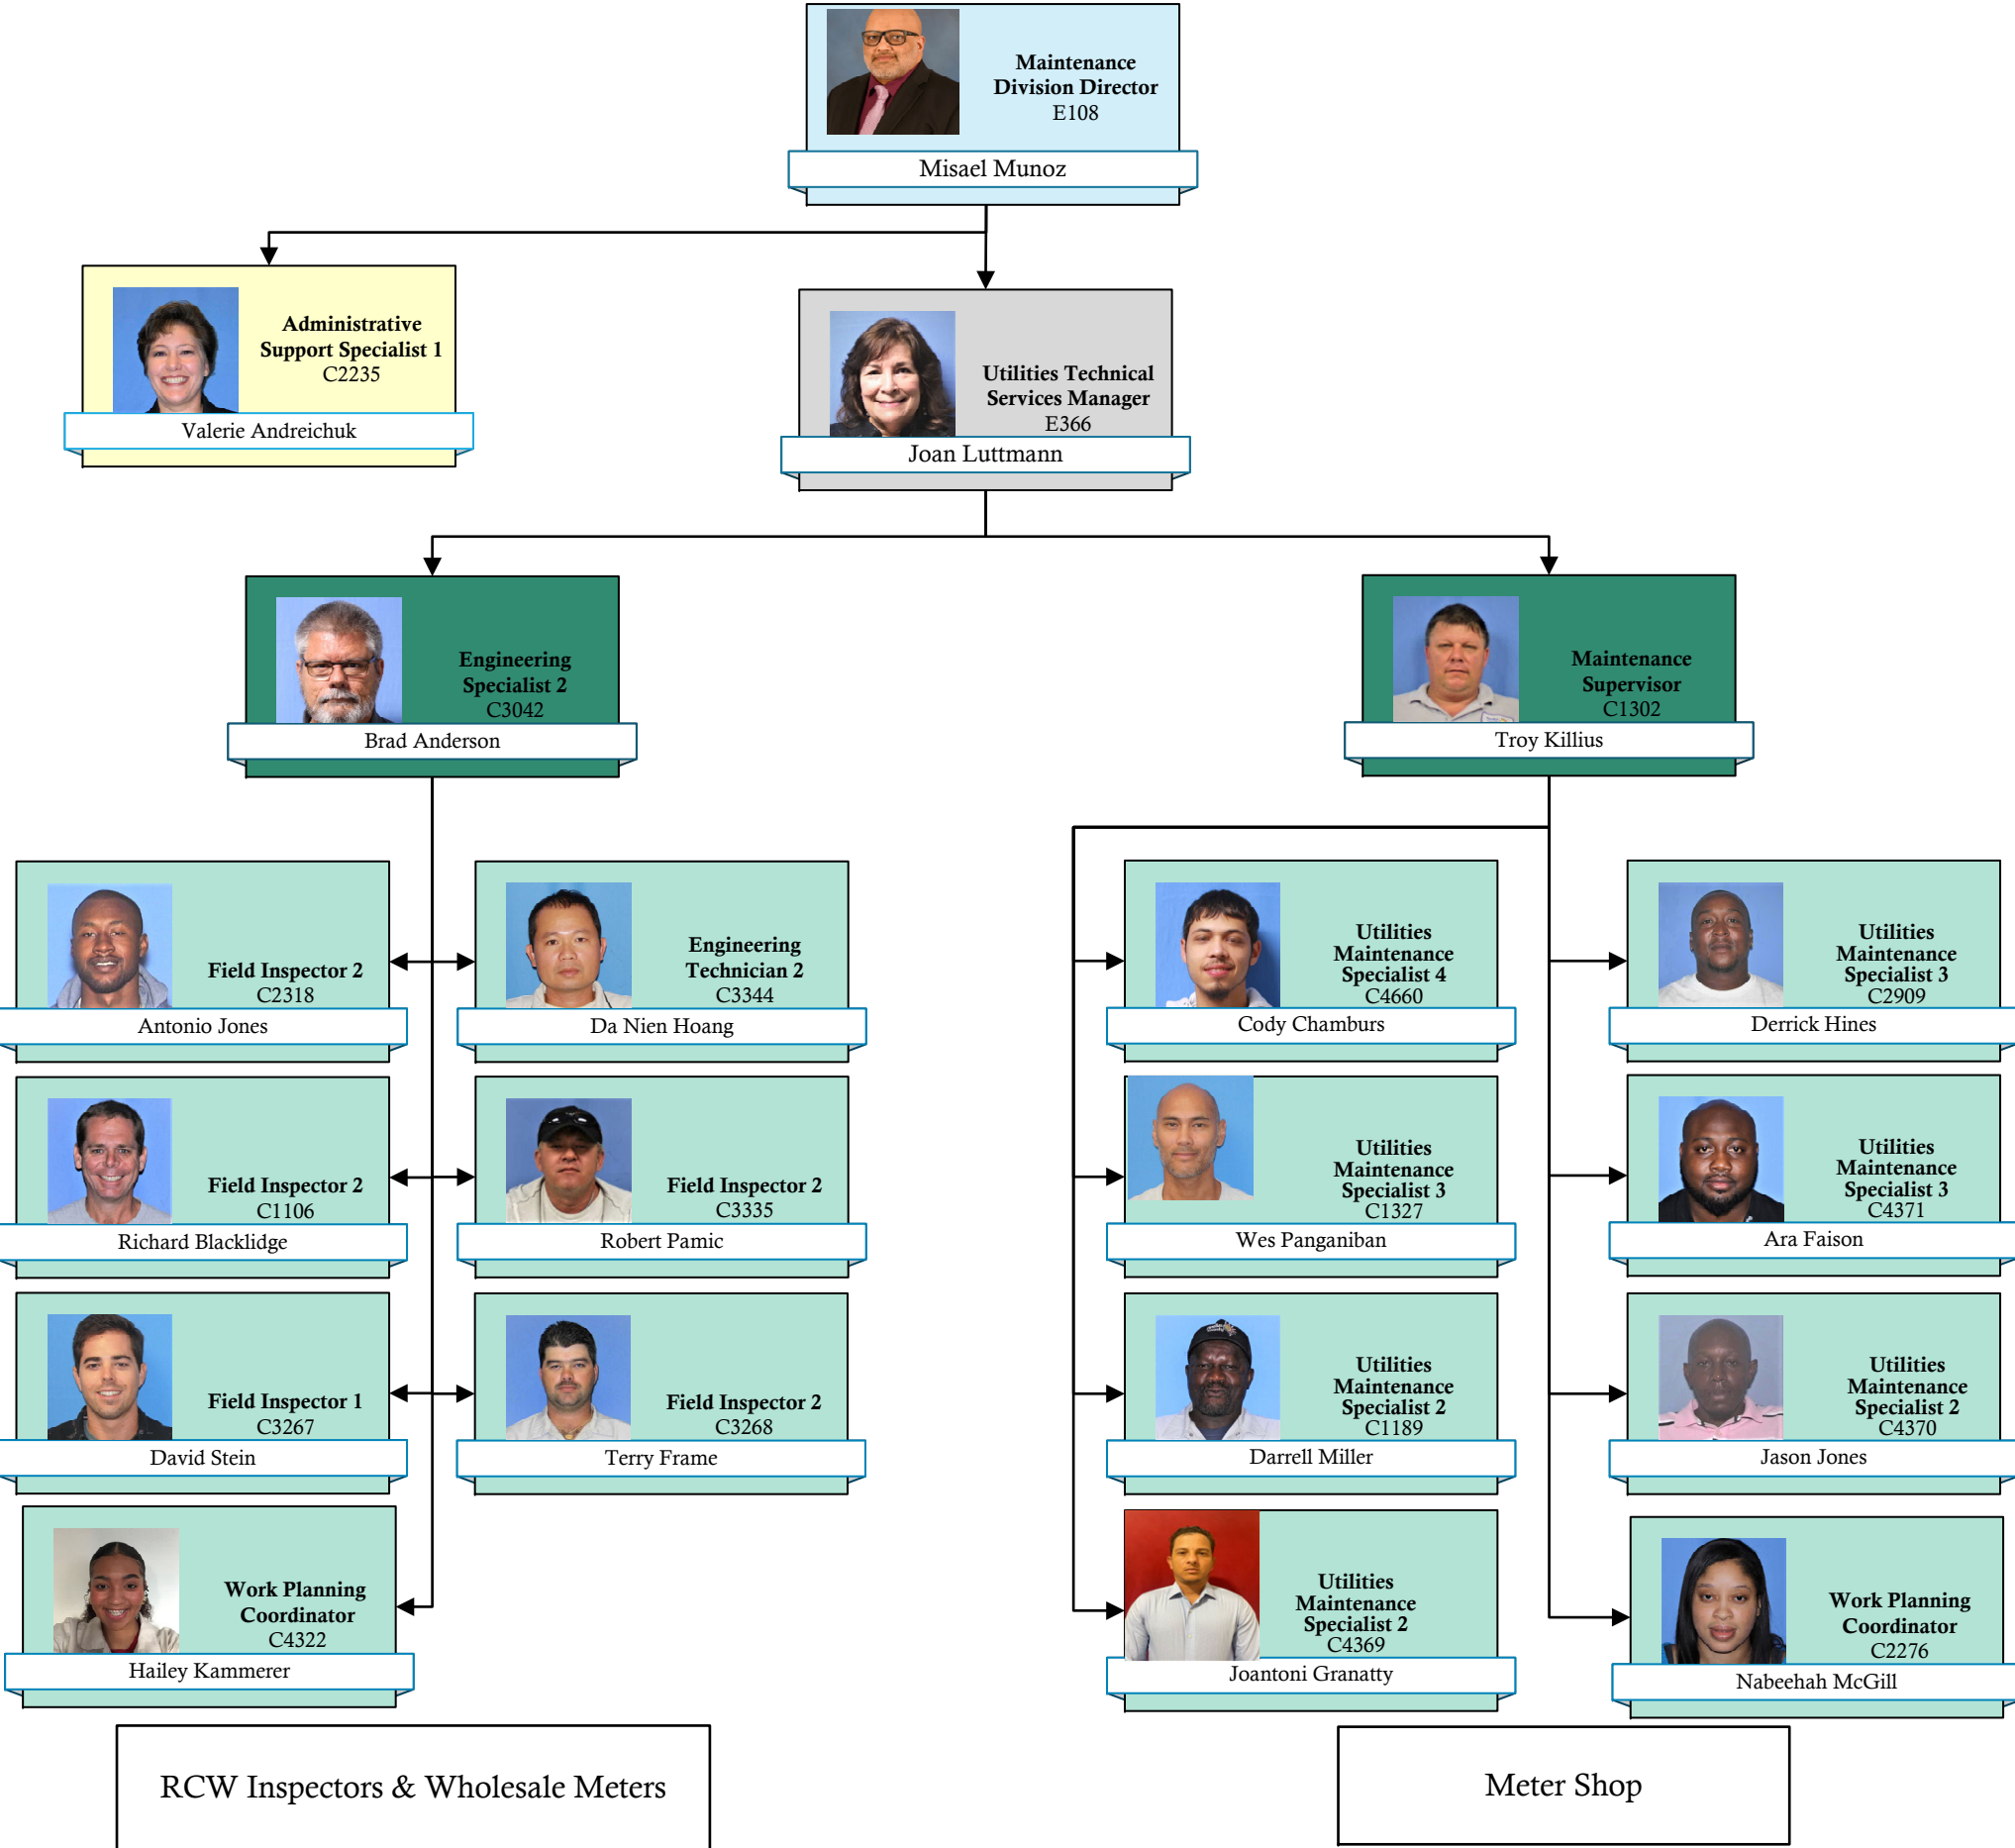 Maintenance
Division Director
E108
Misael Munoz
Administrative
Support Specialist 1
C2235
Valerie Andreichuk
Utilities Technical
Services Manager
E366
Joan Luttmann
Engineering
Specialist 2
C3042
Brad Anderson
Maintenance
Supervisor
C1302
Troy Killius
Field Inspector 2
C2318
Antonio Jones
Engineering
Technician 2
C3344
Da Nien Hoang
Utilities
Maintenance
Specialist 4
C4660
Cody Chamburs
Utilities
Maintenance
Specialist 3
C2909
Derrick Hines
Field Inspector 2
C1106
Richard Blacklidge
Field Inspector 2
C3335
Robert Pamic
Utilities
Maintenance
Specialist 3
C1327
Wes Panganiban
Utilities
Maintenance
Specialist 3
C4371
Ara Faison
Field Inspector 1
C3267
David Stein
Field Inspector 2
C3268
Terry Frame
Utilities
Maintenance
Specialist 2
C1189
Darrell Miller
Utilities
Maintenance
Specialist 2
C4370
Jason Jones
Work Planning
Coordinator
C4322
Hailey Kammerer
Utilities
Maintenance
Specialist 2
C4369
Joantoni Granatty
Work Planning
Coordinator
C2276
Nabeehah McGill
RCW Inspectors & Wholesale Meters
Meter Shop